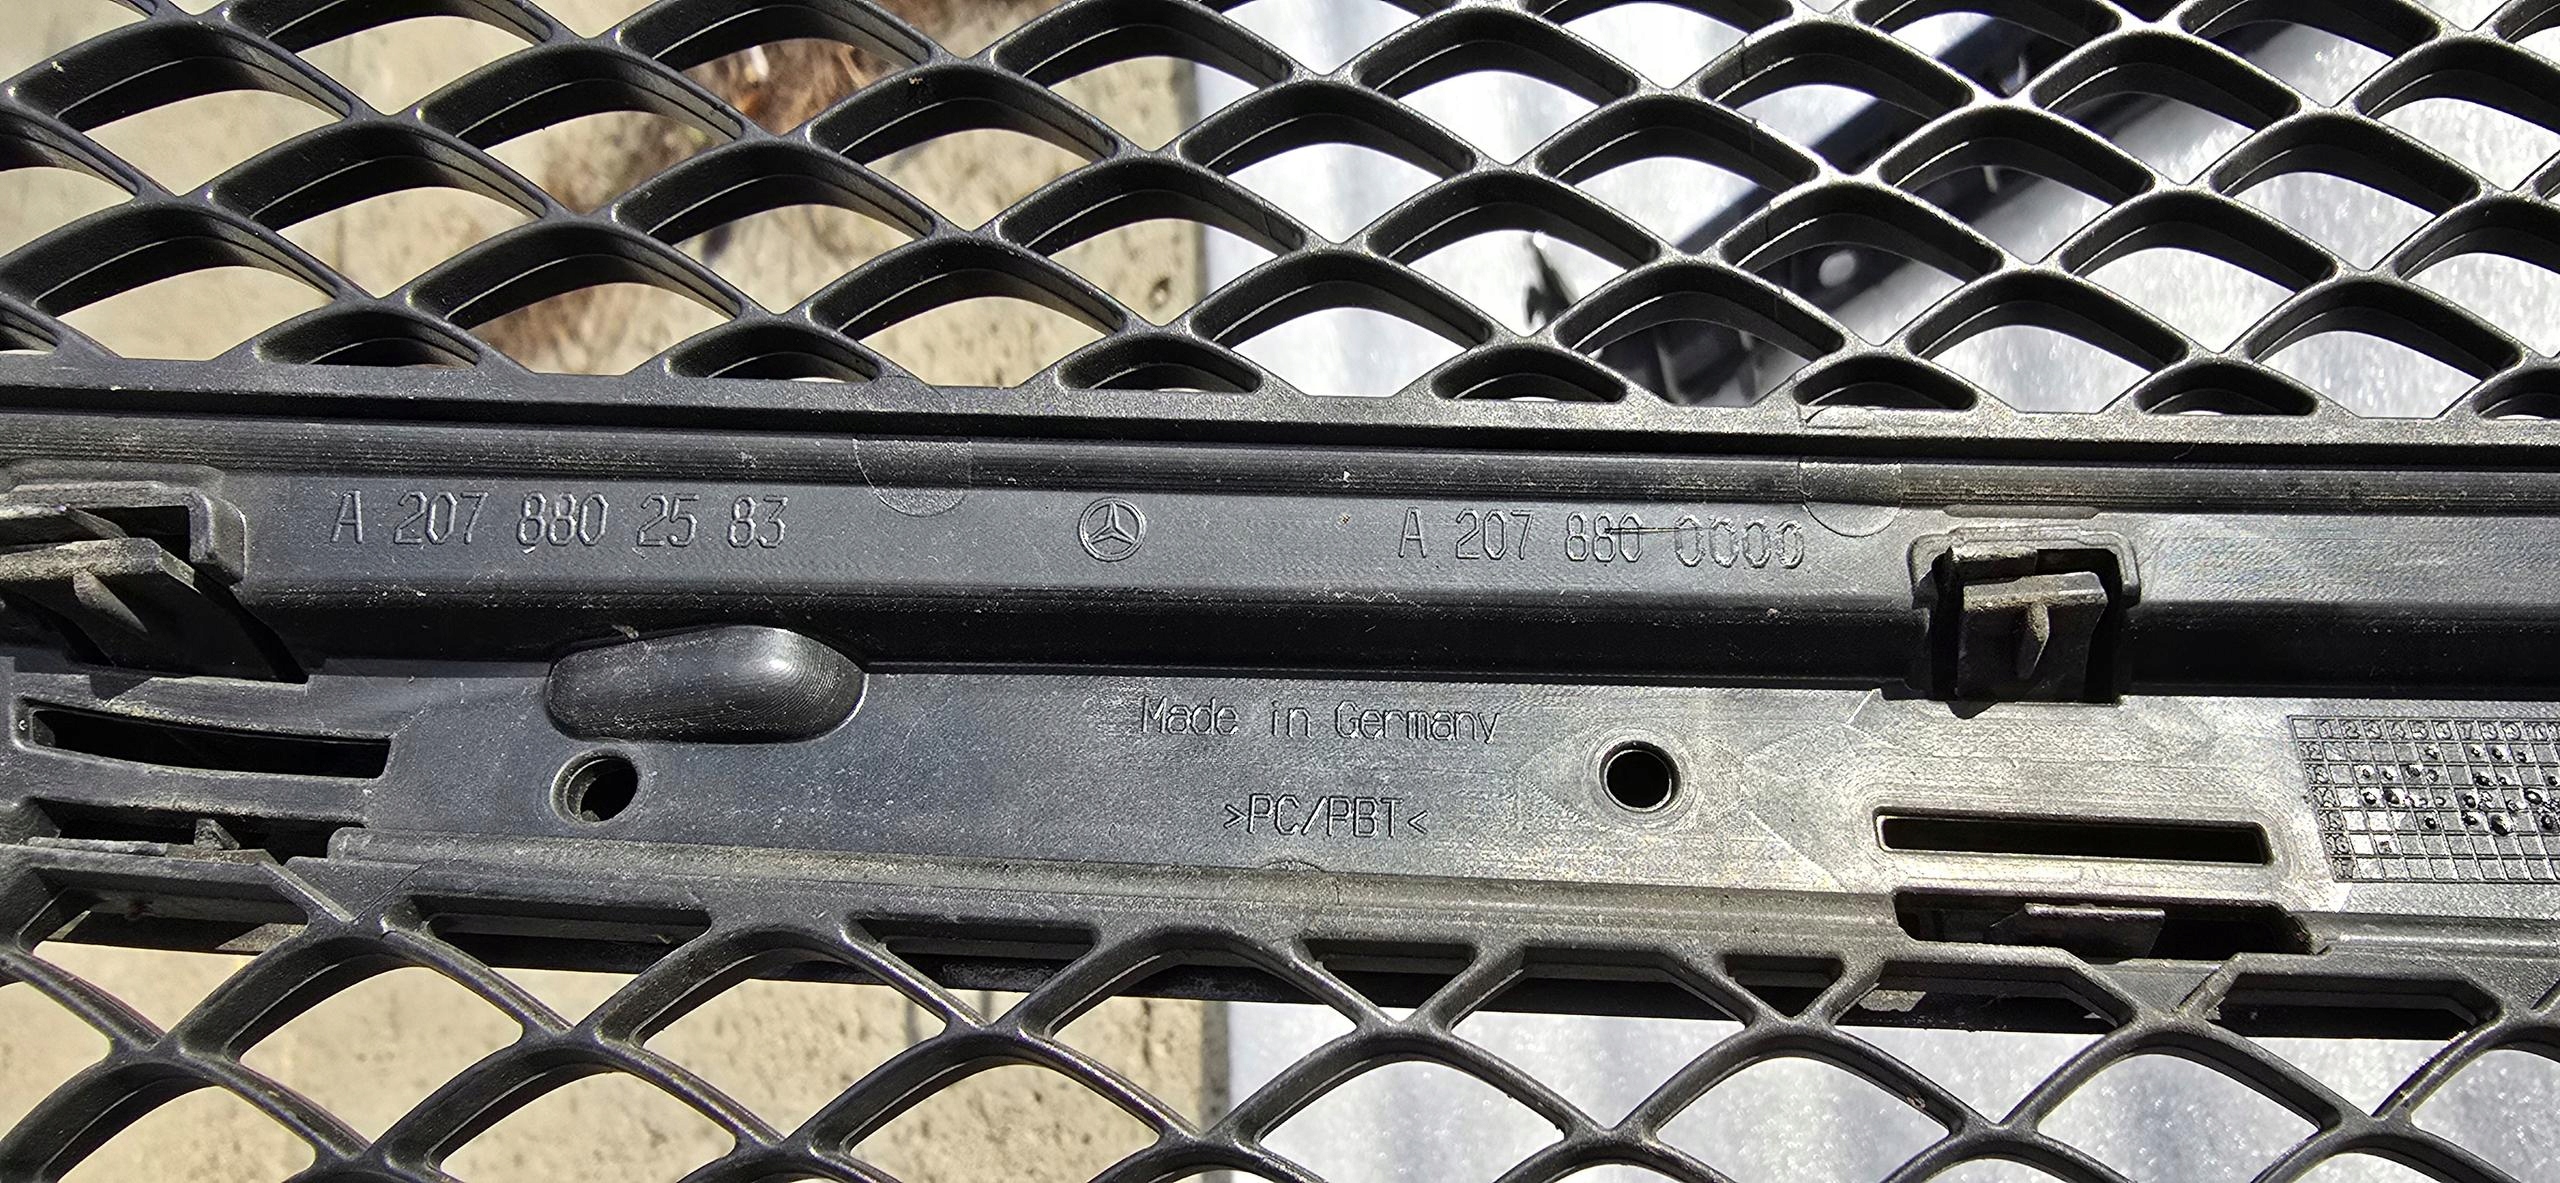 A 207 880 25 83
A 207 880 0000
Made in Germany
>PC/PBT<